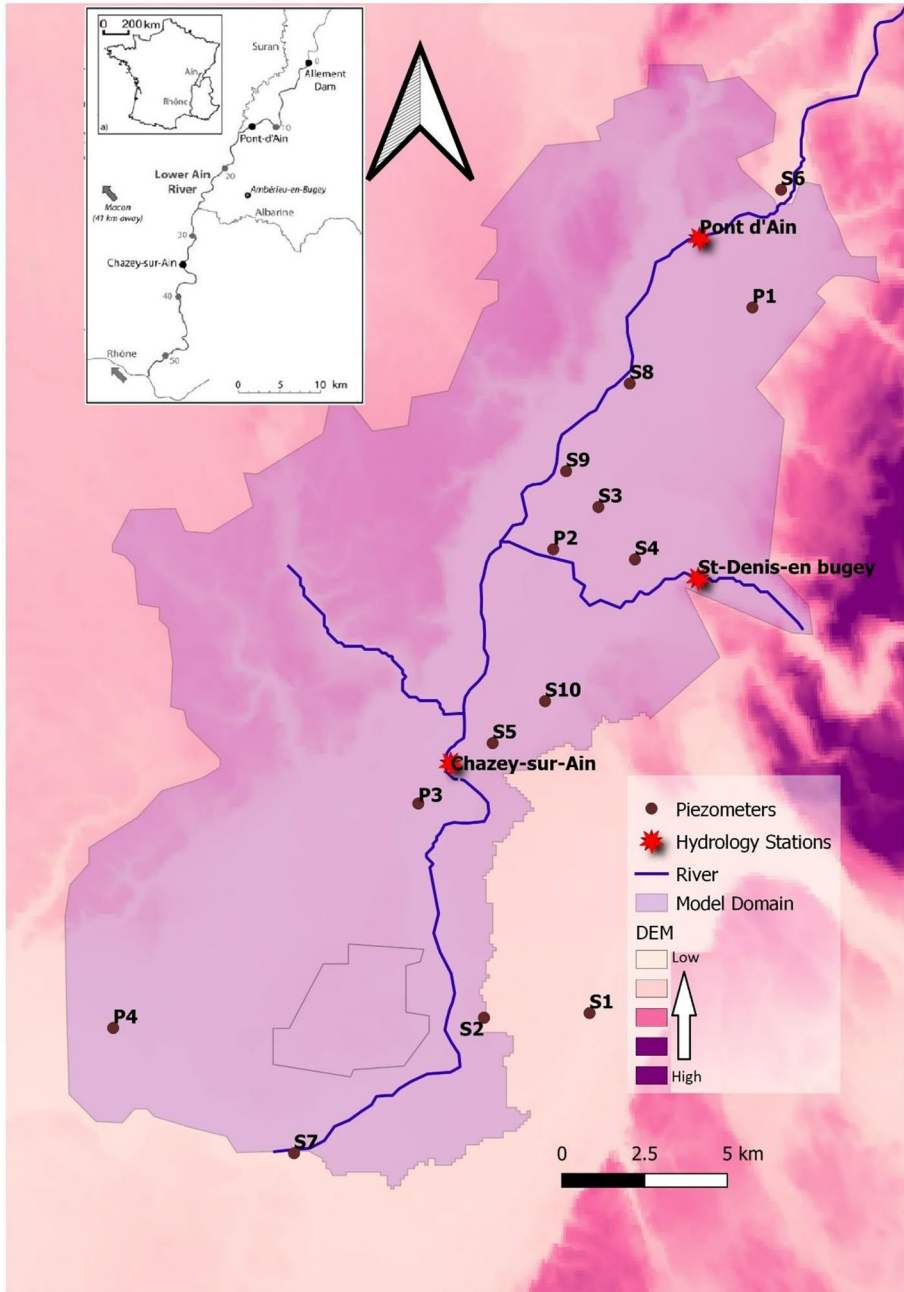 0 200 km
Ain
Rhône
a)
Suran
0
Allement
Dam
10
Pont-d'Ain
Lower Ain
River
20
Ambérieu-en-Bugey
Macon
(41 km away)
Albarine
30
Chazey-sur-Ain
40
Rhône
50
0 5 10 km
S6
Pont d'Ain
P1
S8
S9
S3
P2
S4
St-Denis-en bugey
S10
S5
Chazey-sur-Ain
P3
Piezometers
Hydrology Stations
River
Model Domain
DEM
Low
High
P4
S2
S1
S7
0 2.5 5 km